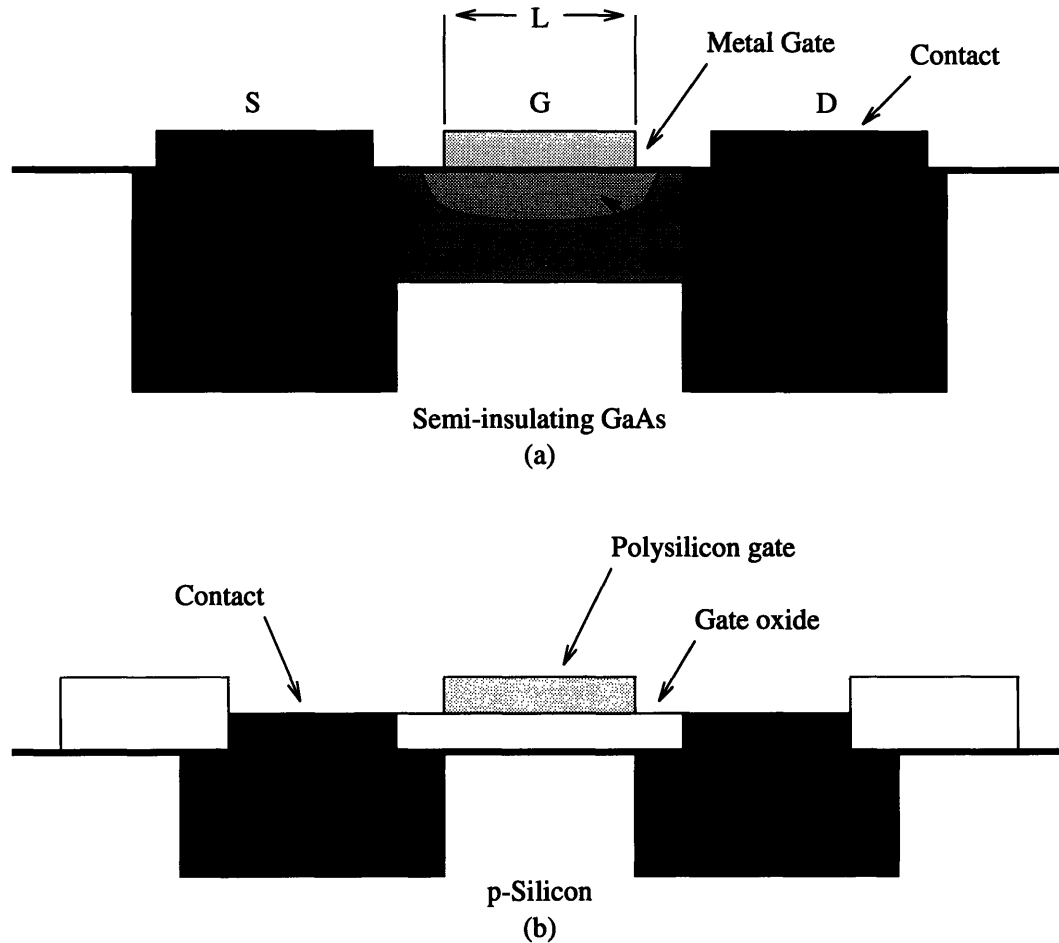 L
Metal Gate
Contact
S
G
D
Semi-insulating GaAs
(a)
Polysilicon gate
Contact
Gate oxide
p-Silicon
(b)